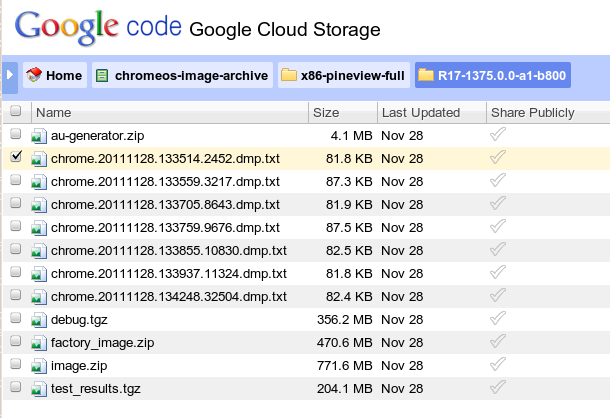 Google code Google Cloud Storage
Home chromeos-image-archive x86-pineview-full R17-1375.0.0-a1-b800
Name Size Last Updated Share Publicly
au-generator.zip 4.1 MB Nov 28
chrome.20111128.133514.2452.dmp.txt 81.8 KB Nov 28
chrome.20111128.133559.3217.dmp.txt 87.3 KB Nov 28
chrome.20111128.133705.8643.dmp.txt 81.9 KB Nov 28
chrome.20111128.133759.9676.dmp.txt 87.5 KB Nov 28
chrome.20111128.133855.10830.dmp.txt 82.5 KB Nov 28
chrome.20111128.133937.11324.dmp.txt 81.8 KB Nov 28
chrome.20111128.134248.32504.dmp.txt 82.4 KB Nov 28
debug.tgz 356.2 MB Nov 28
factory_image.zip 470.6 MB Nov 28
image.zip 771.6 MB Nov 28
test_results.tgz 204.1 MB Nov 28